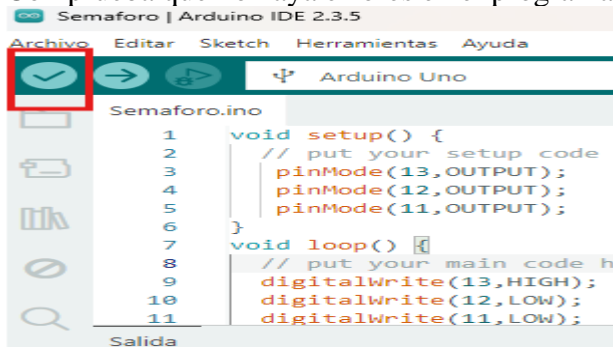 Semaforo | Arduino IDE 2.3.5
Archivo Editar Sketch Herramientas Ayuda
Arduino Uno
Semaforo.ino
1 void setup() {
2 // put your setup code
3 pinMode(13,OUTPUT);
4 pinMode(12,OUTPUT);
5 pinMode(11,OUTPUT);
6 }
7 void loop() {
8 // put your main code h
9 digitalWrite(13,HIGH);
10 digitalWrite(12,LOW);
11 digitalWrite(11,LOW);
Salida